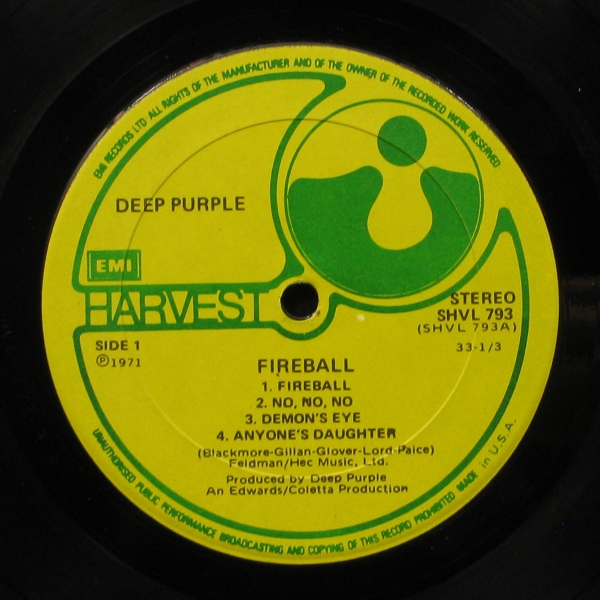 EMI RECORDS LTD ALL RIGHTS OF THE MANUFACTURER AND OF THE OWNER OF THE RECORDED WORK RESERVED
DEEP PURPLE
EMI
HARVEST
STEREO
SHVL 793
(SHVL 793A)
SIDE 1
Ⓟ1971
33-1/3
FIREBALL
1. FIREBALL
2. NO, NO, NO
3. DEMON'S EYE
4. ANYONE'S DAUGHTER
(Blackmore-Gillan-Glover-Lord-Paice)
Feldman/Hec Music, Ltd.
Produced by Deep Purple
An Edwards/Coletta Production
UNAUTHORISED PUBLIC PERFORMANCE BROADCASTING AND COPYING OF THIS RECORD PROHIBITED MADE in U.S.A.